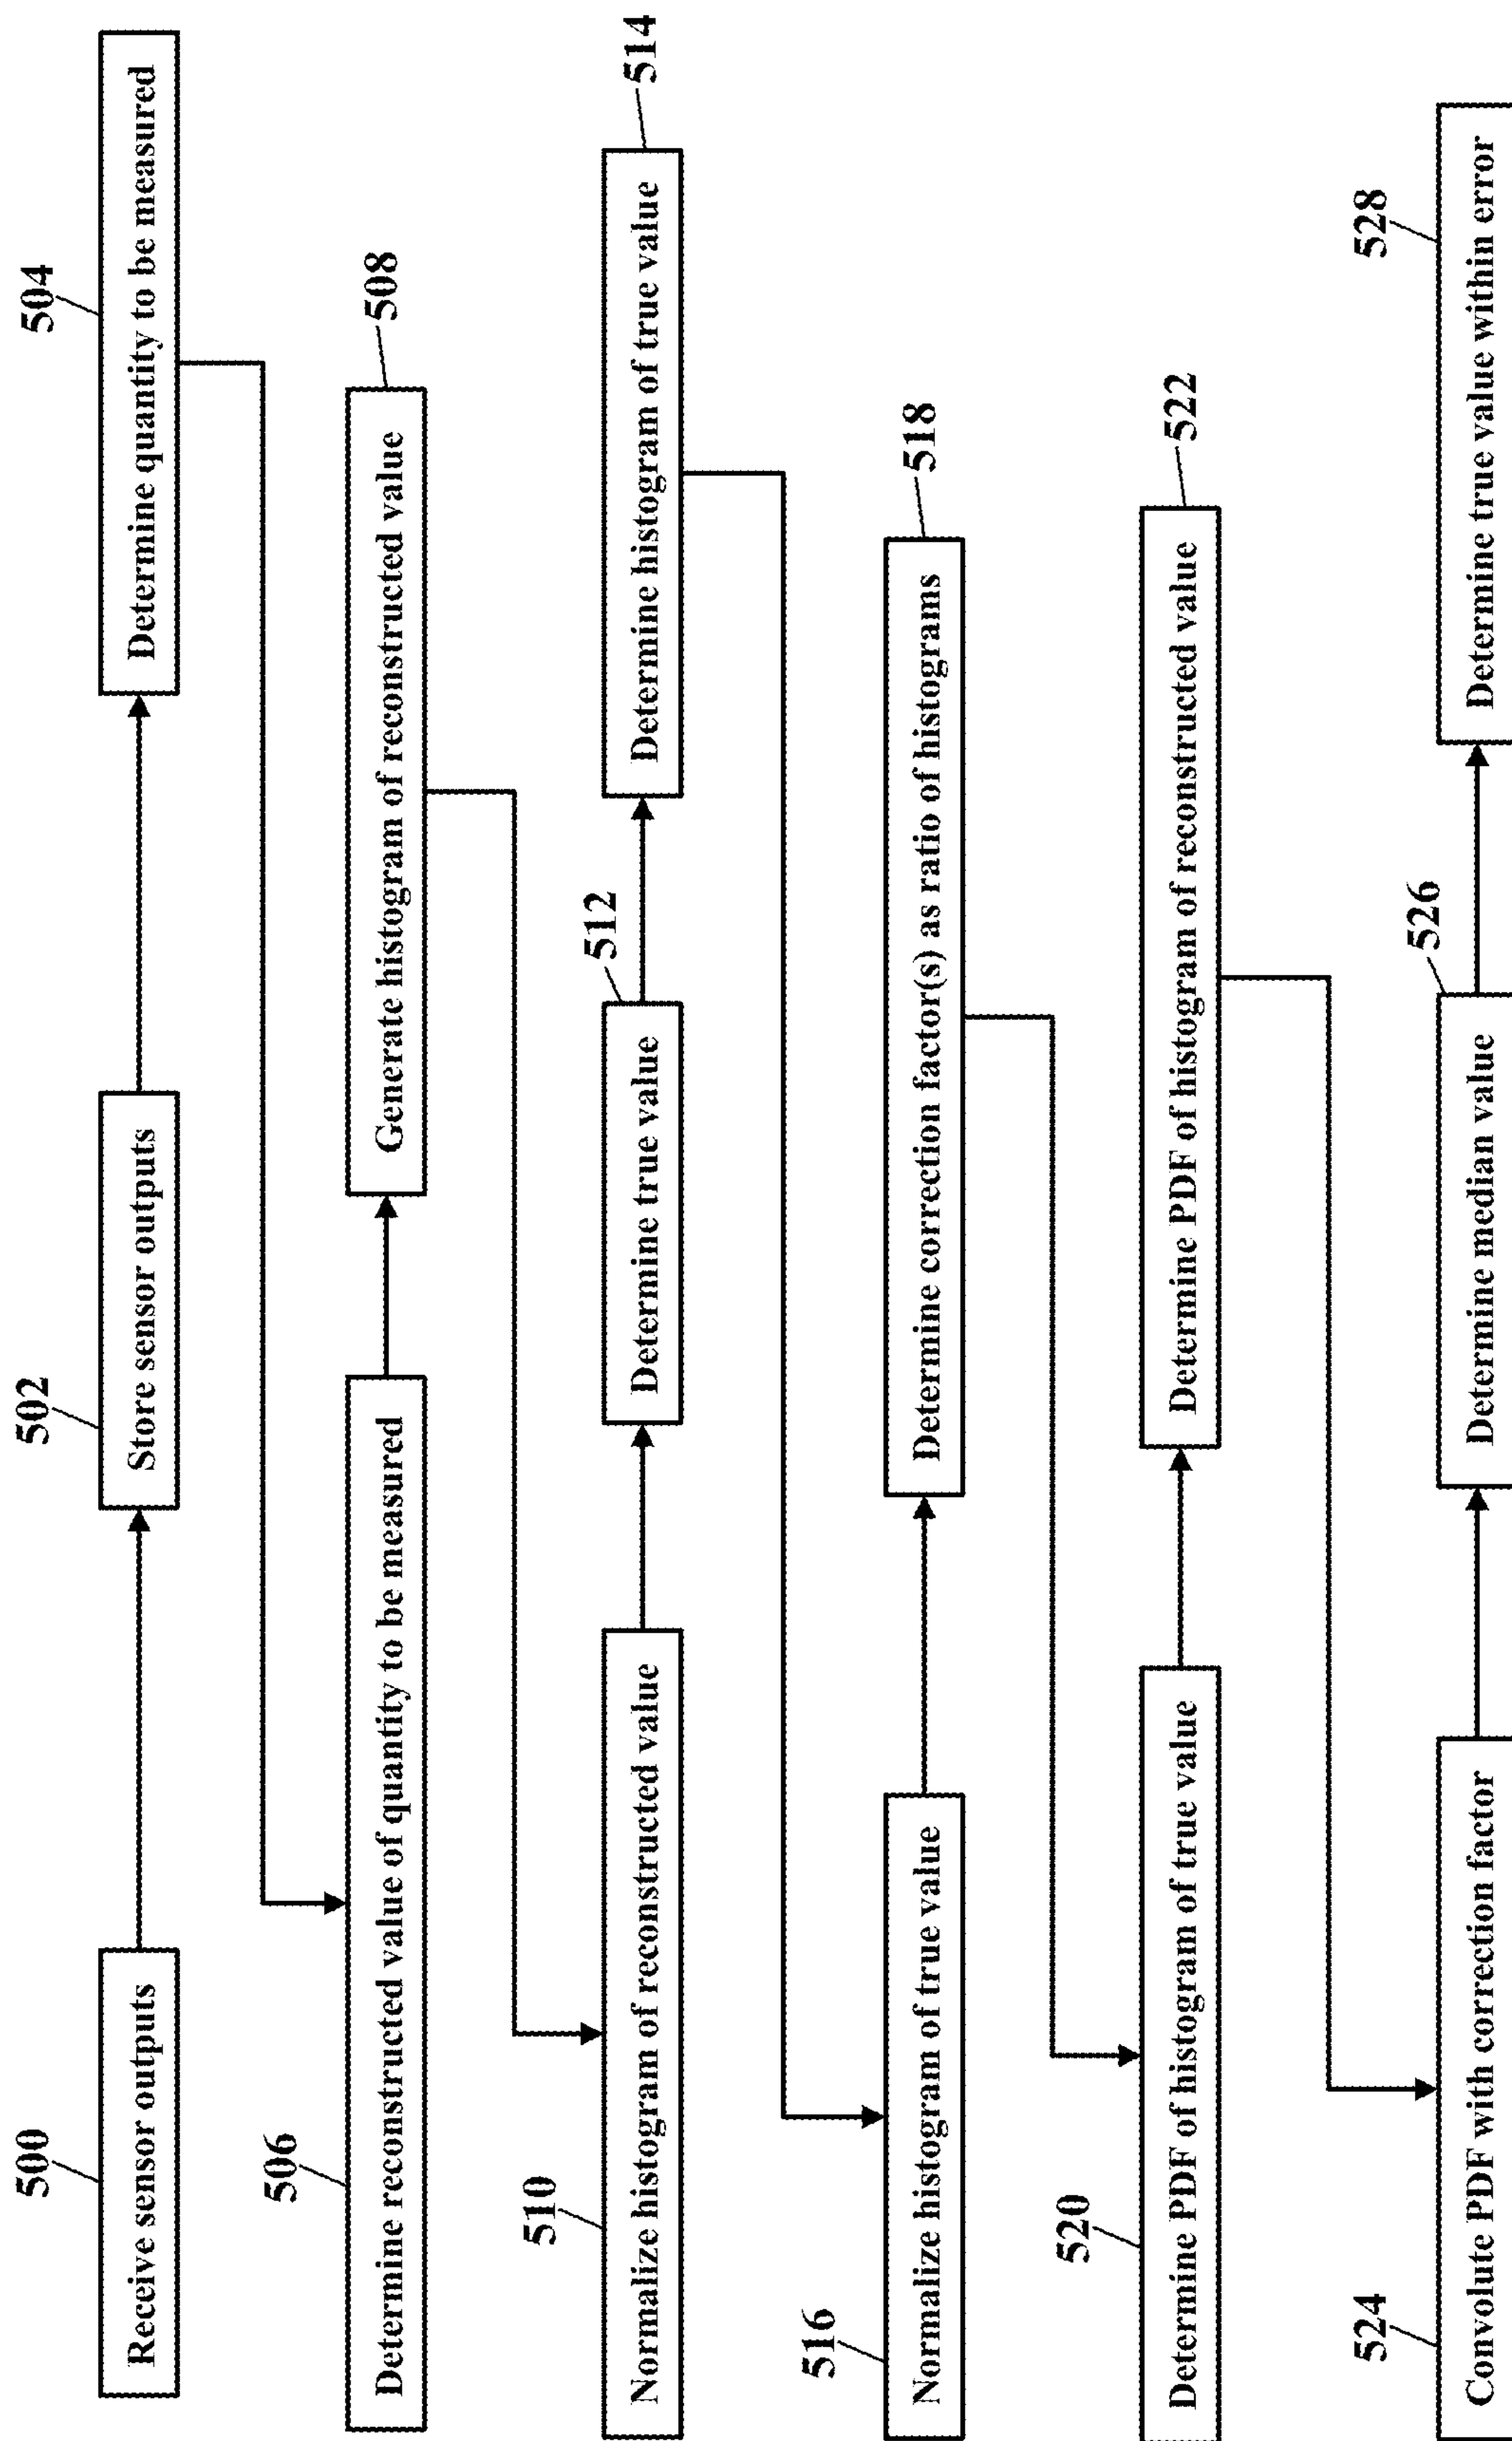 500
Receive sensor outputs
502
Store sensor outputs
504
Determine quantity to be measured
506
Determine reconstructed value of quantity to be measured
508
Generate histogram of reconstructed value
510
Normalize histogram of reconstructed value
512
Determine true value
514
Determine histogram of true value
516
Normalize histogram of true value
518
Determine correction factor(s) as ratio of histograms
520
Determine PDF of histogram of true value
522
Determine PDF of histogram of reconstructed value
524
Convolute PDF with correction factor
526
Determine median value
528
Determine true value within error